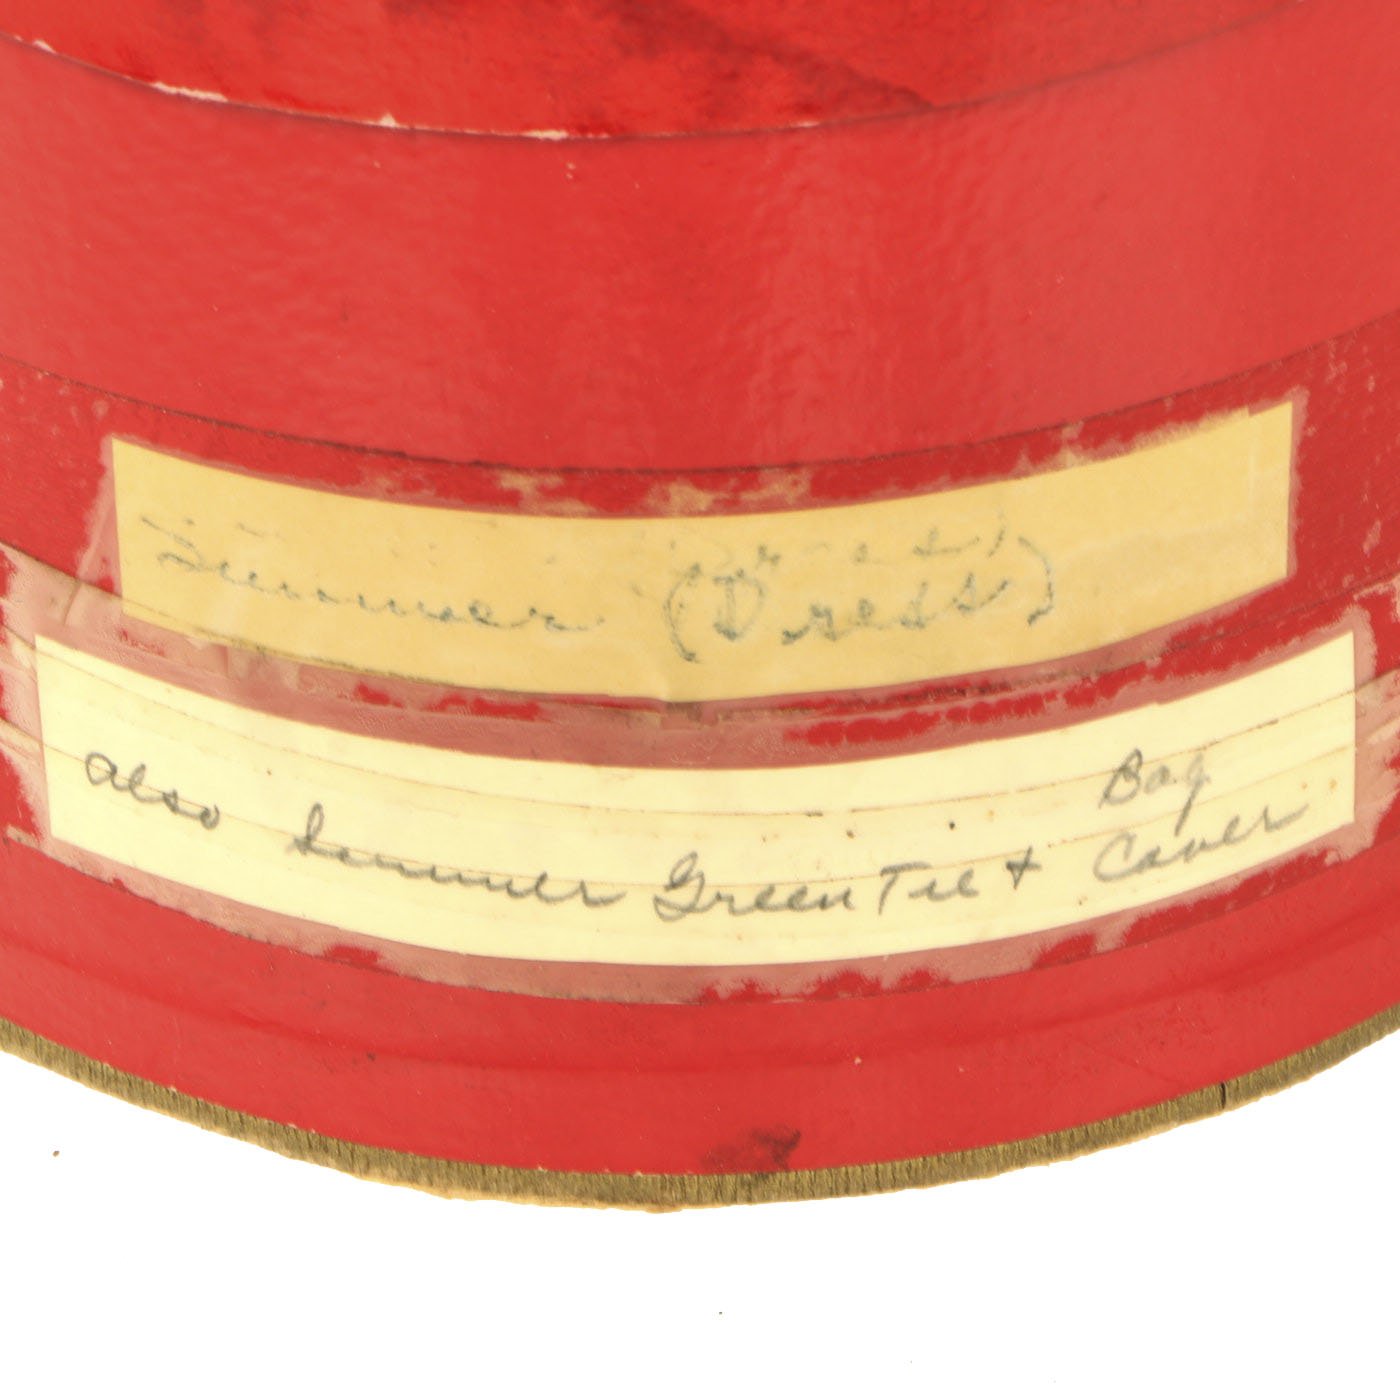 Summer (Dress)
Bag
also Summer Green Tie + Cover